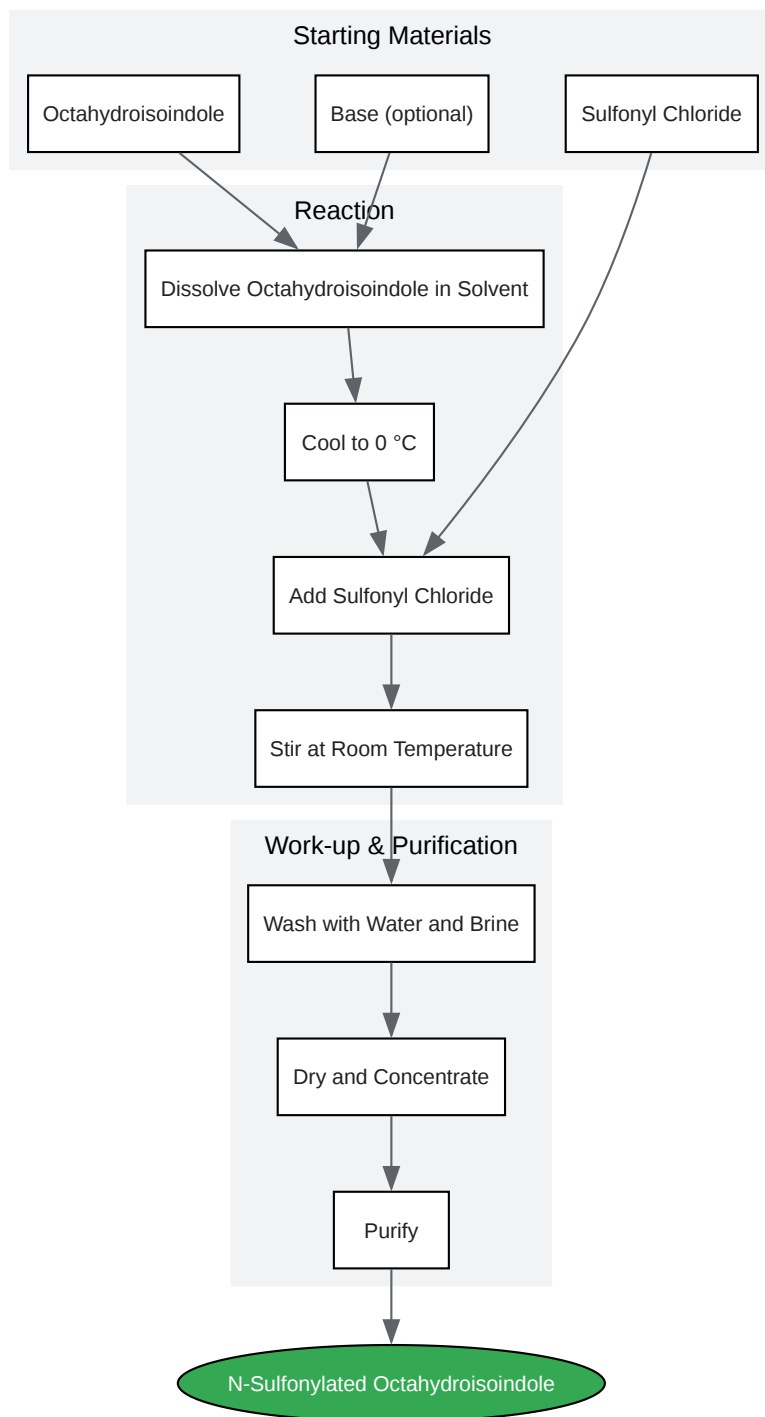 Starting Materials
Octahydroisoindole
Base (optional)
Sulfonyl Chloride
Reaction
Dissolve Octahydroisoindole in Solvent
Cool to 0 °C
Add Sulfonyl Chloride
Stir at Room Temperature
Work-up & Purification
Wash with Water and Brine
Dry and Concentrate
Purify
N-Sulfonylated Octahydroisoindole